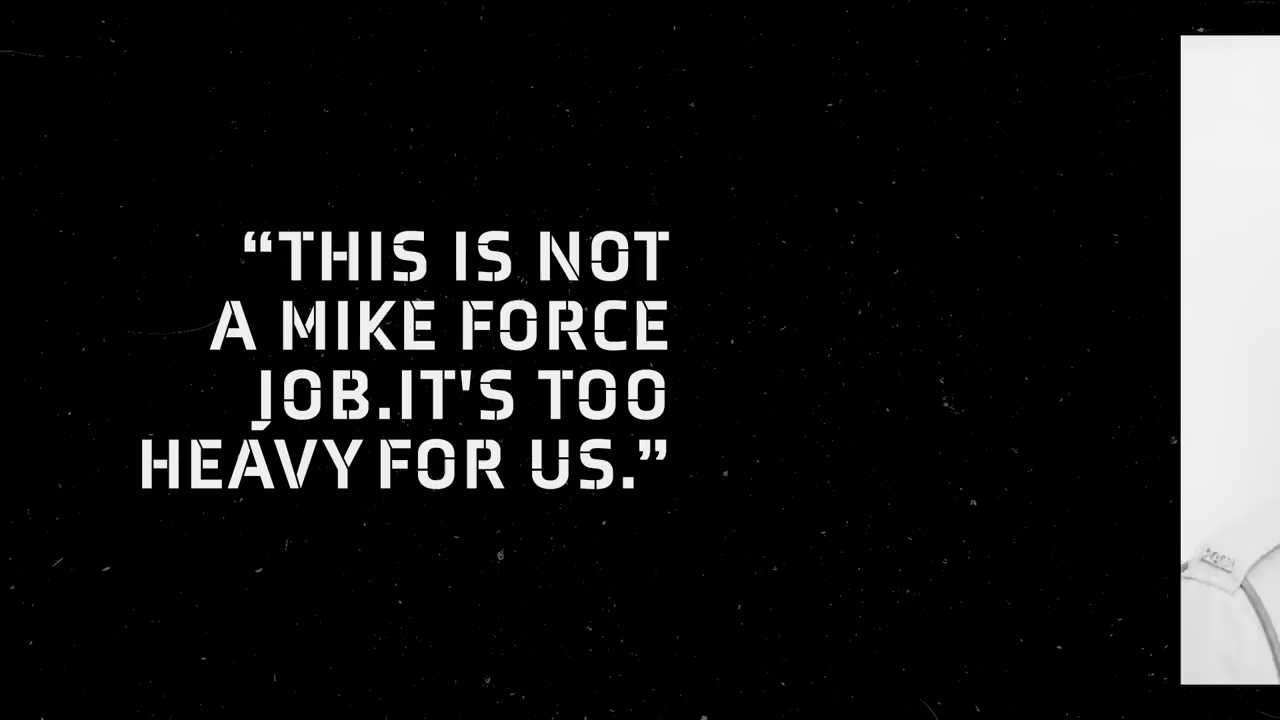 “THIS IS NOT
A MIKE FORCE
JOB.IT'S TOO
HEAVY FOR US.”